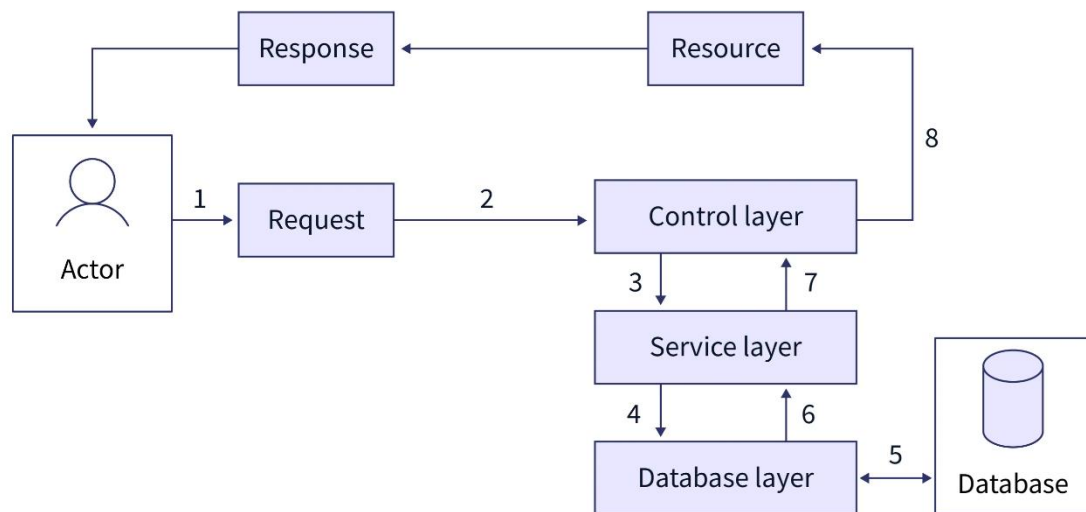 Response
Resource
8
1
Request
2
Control layer
Actor
3
7
Service layer
4
6
Database layer
5
Database